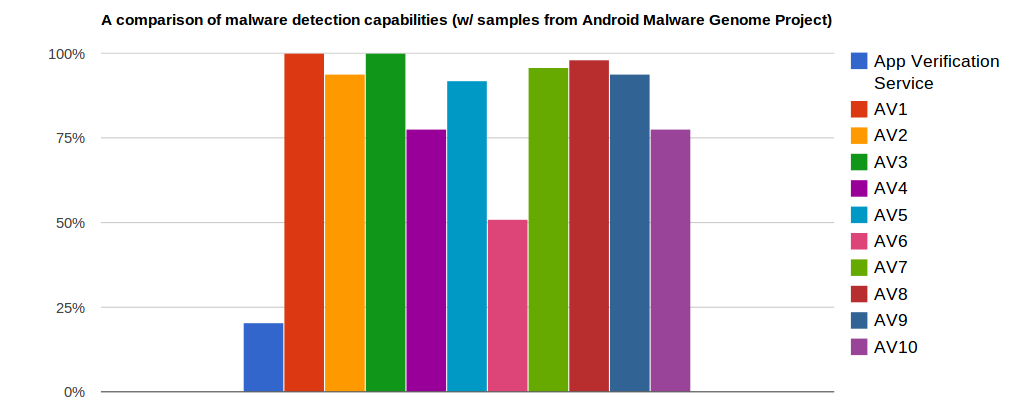 A comparison of malware detection capabilities (w/ samples from Android Malware Genome Project)
100%
75%
50%
25%
0%
App Verification
Service
AV1
AV2
AV3
AV4
AV5
AV6
AV7
AV8
AV9
AV10